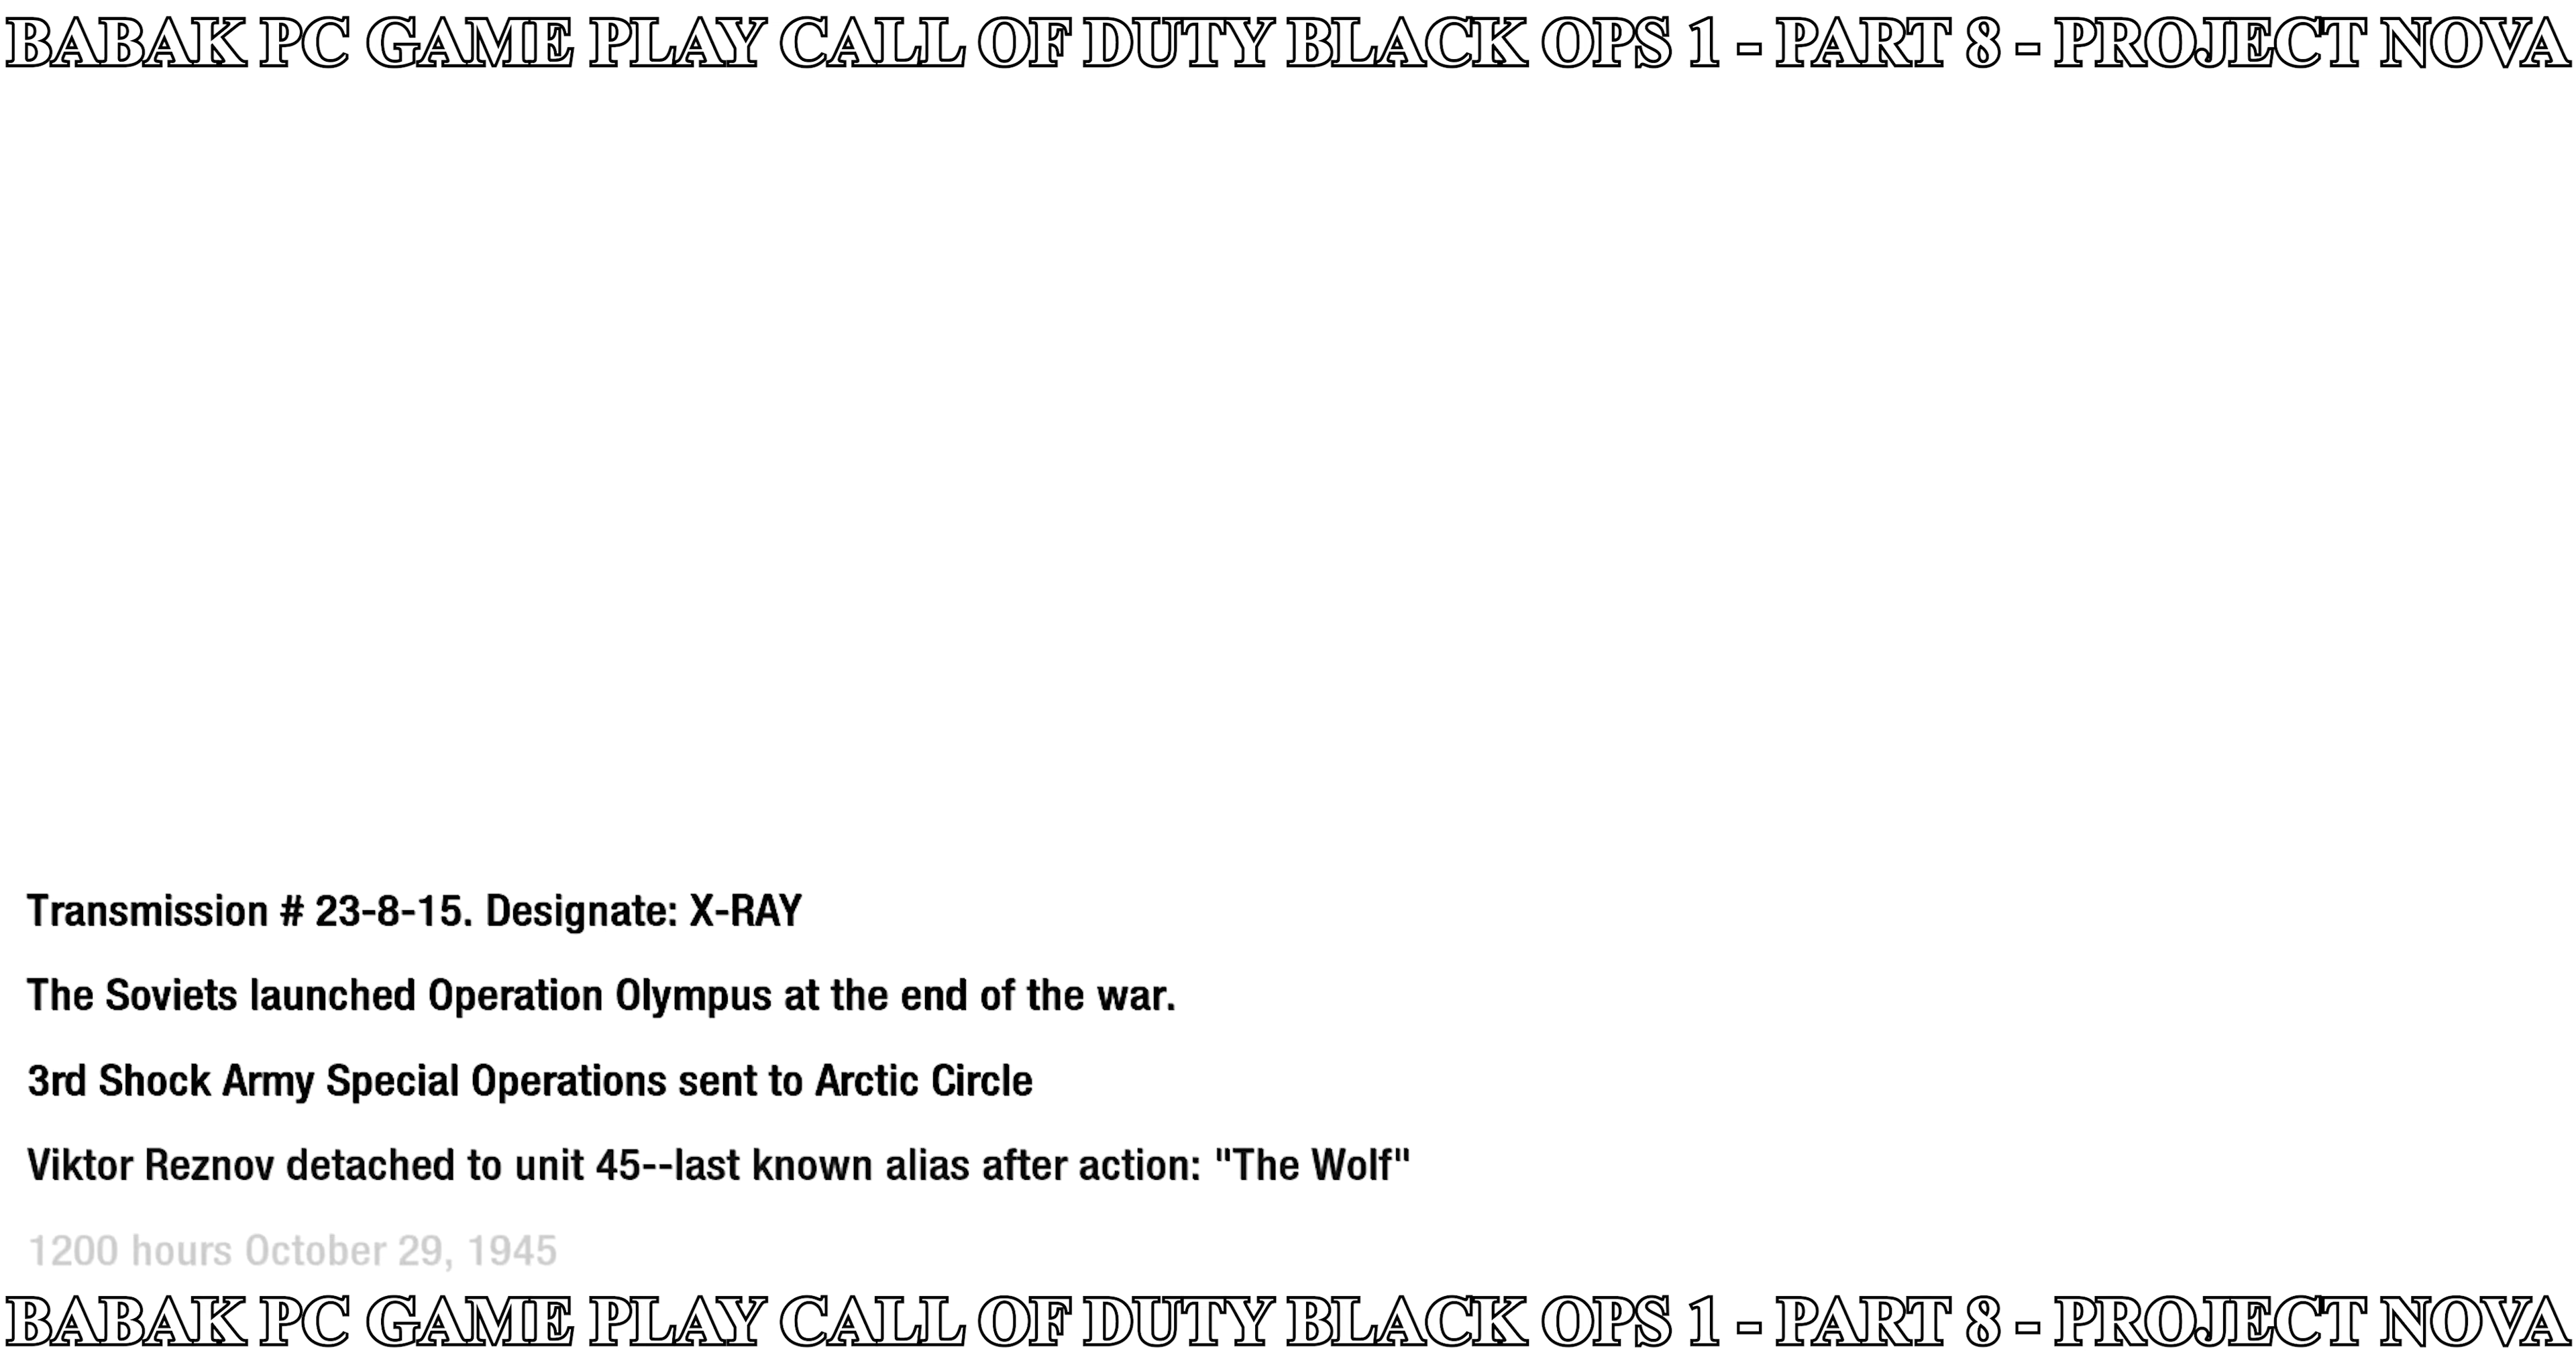 BABAK PC GAME PLAY CALL OF DUTY BLACK OPS 1 - PART 8 - PROJECT NOVA
Transmission # 23-8-15. Designate: X-RAY
The Soviets launched Operation Olympus at the end of the war.
3rd Shock Army Special Operations sent to Arctic Circle
Viktor Reznov detached to unit 45--last known alias after action: "The Wolf"
1200 hours October 29, 1945
BABAK PC GAME PLAY CALL OF DUTY BLACK OPS 1 - PART 8 - PROJECT NOVA